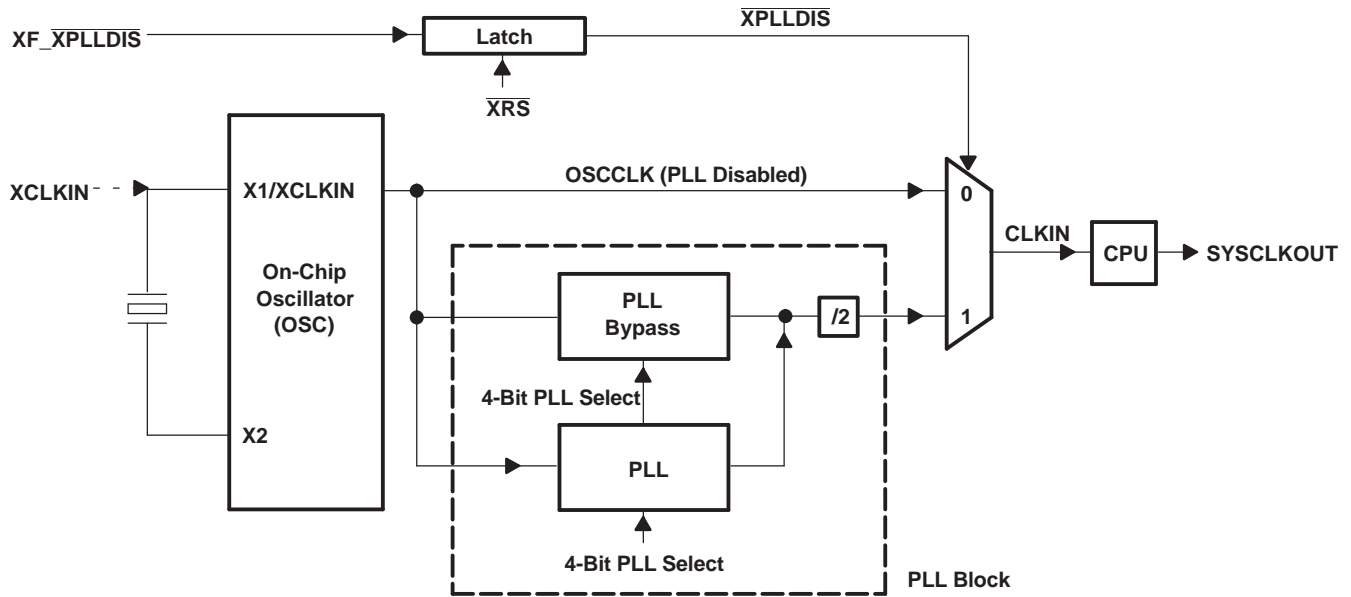 XF_XPLLDIS
Latch
XPLLDIS
XRS
XCLKIN
X1/XCLKIN
On-Chip
Oscillator
(OSC)
X2
OSCCLK (PLL Disabled)
PLL
Bypass
4-Bit PLL Select
PLL
4-Bit PLL Select
/2
PLL Block
0
1
CLKIN
CPU
SYSCLKOUT